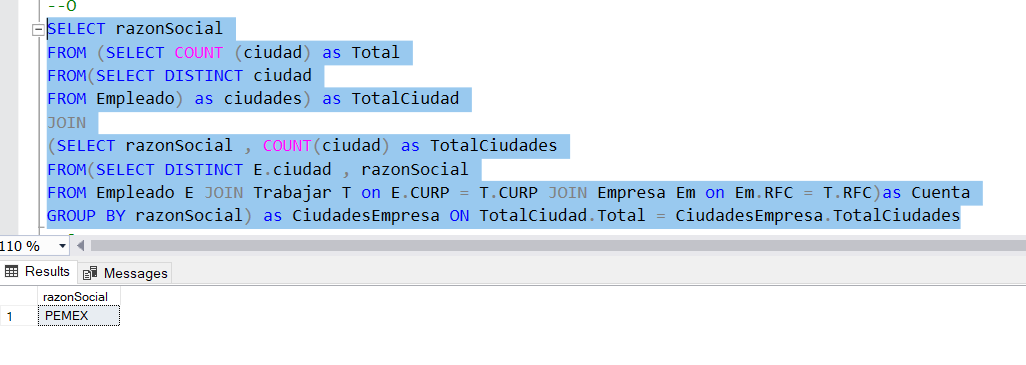 --O
SELECT razonSocial
FROM (SELECT COUNT (ciudad) as Total
FROM(SELECT DISTINCT ciudad
FROM Empleado) as ciudades) as TotalCiudad
JOIN
(SELECT razonSocial , COUNT(ciudad) as TotalCiudades
FROM(SELECT DISTINCT E.ciudad , razonSocial
FROM Empleado E JOIN Trabajar T on E.CURP = T.CURP JOIN Empresa Em on Em.RFC = T.RFC)as Cuenta
GROUP BY razonSocial) as CiudadesEmpresa ON TotalCiudad.Total = CiudadesEmpresa.TotalCiudades
110 %
Results Messages
razonSocial
1 PEMEX